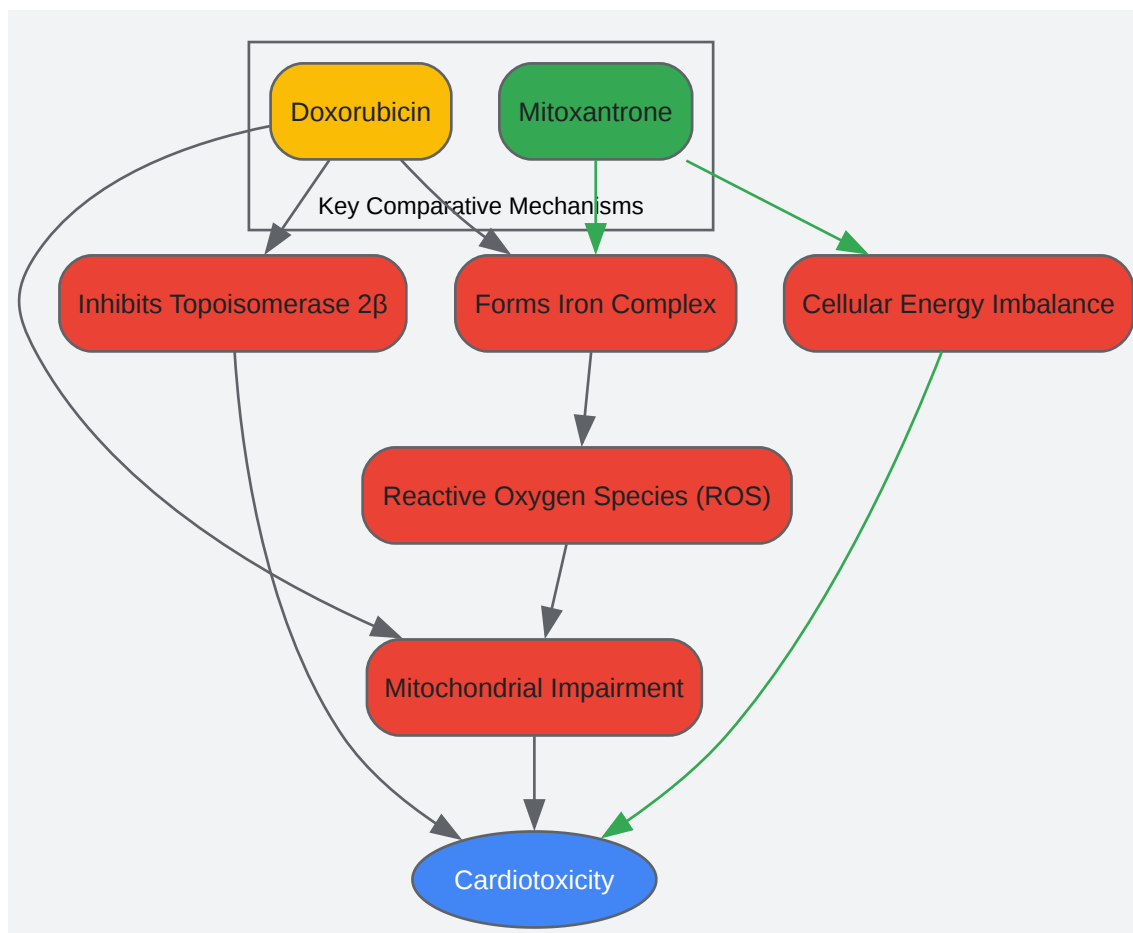 Doxorubicin
Mitoxantrone
Key Comparative Mechanisms
Inhibits Topoisomerase 2β
Forms Iron Complex
Cellular Energy Imbalance
Reactive Oxygen Species (ROS)
Mitochondrial Impairment
Cardiotoxicity